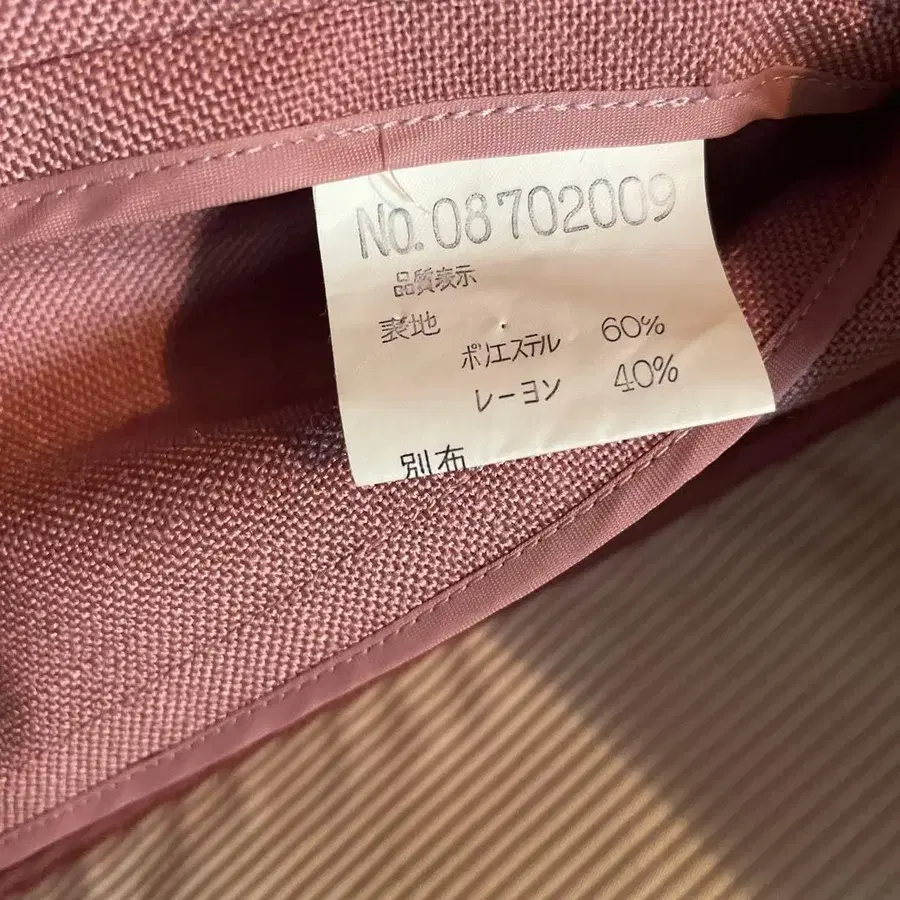 No.08702009
品質表示
表地
ポリエステル 60%
レーヨン 40%
別布